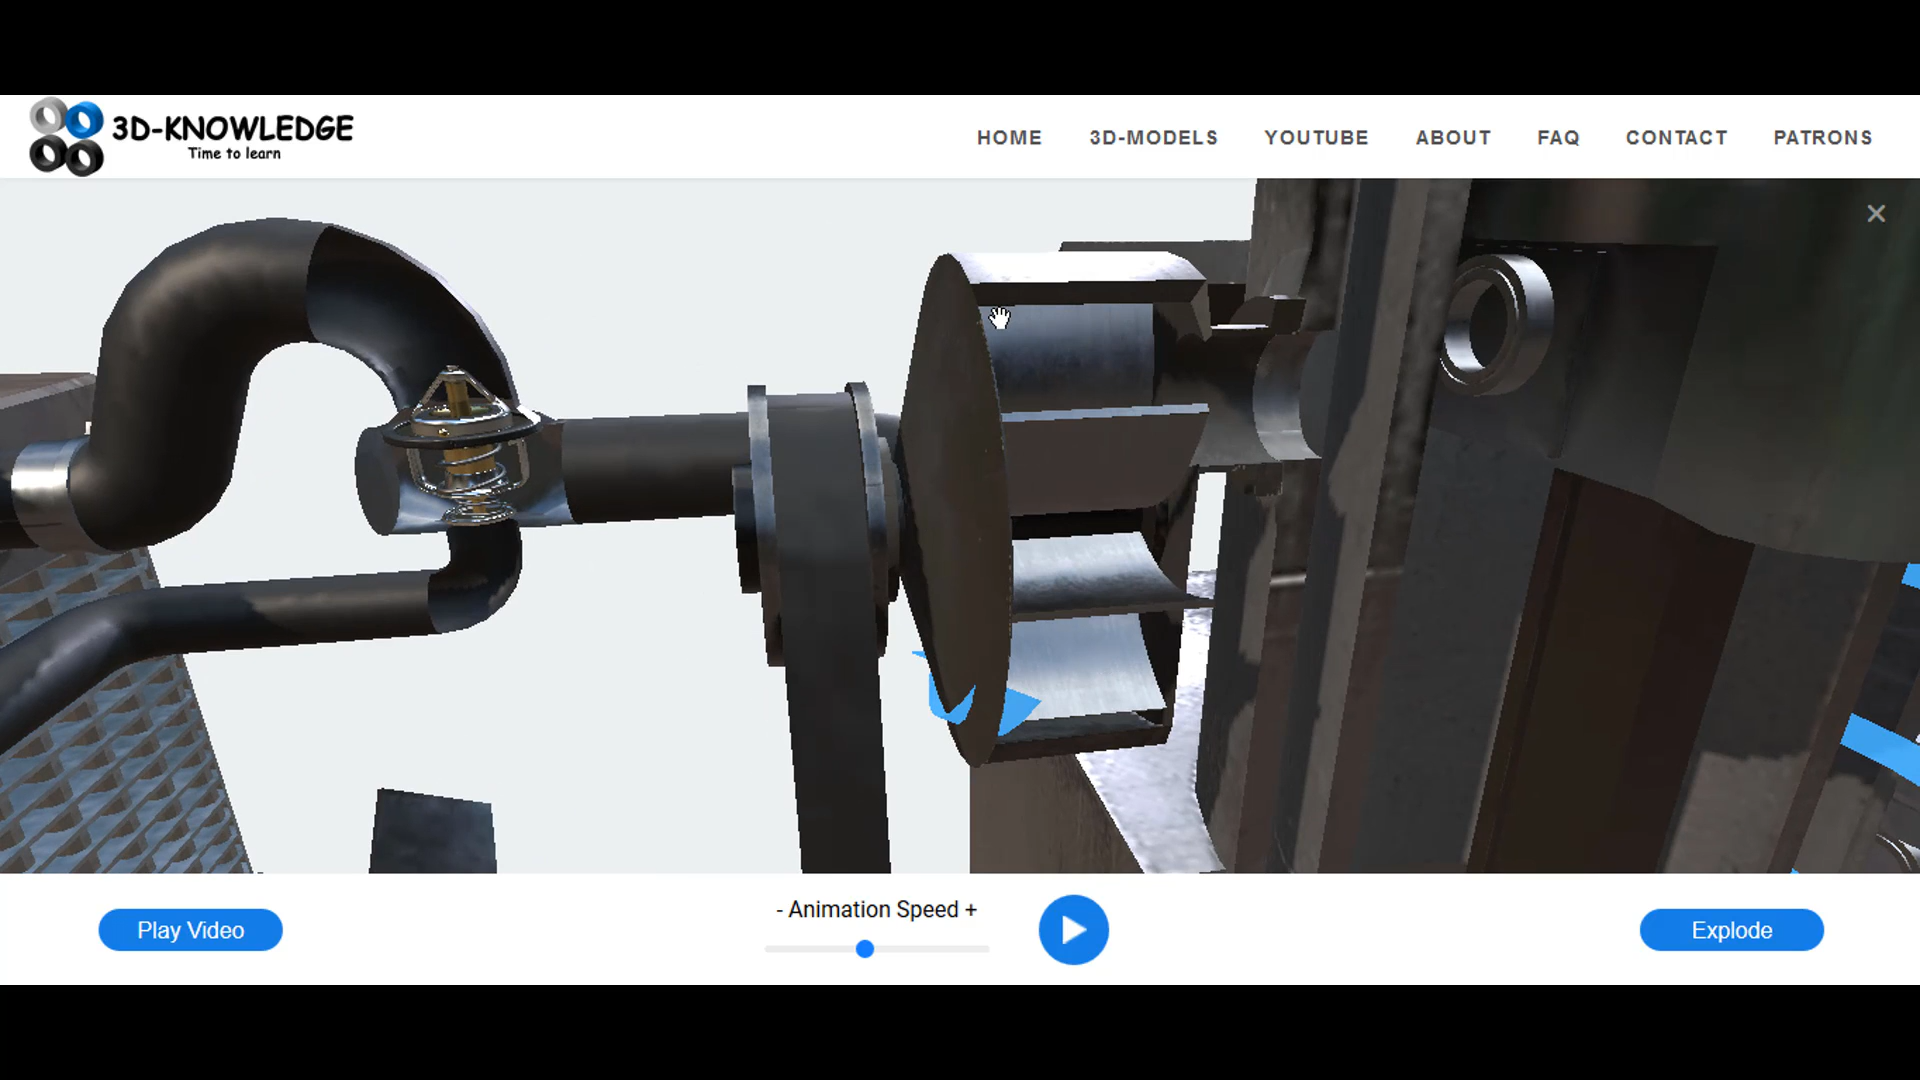 3D-KNOWLEDGE
Time to learn
HOME 3D-MODELS YOUTUBE ABOUT FAQ CONTACT PATRONS
- Animation Speed +
Play Video
Explode